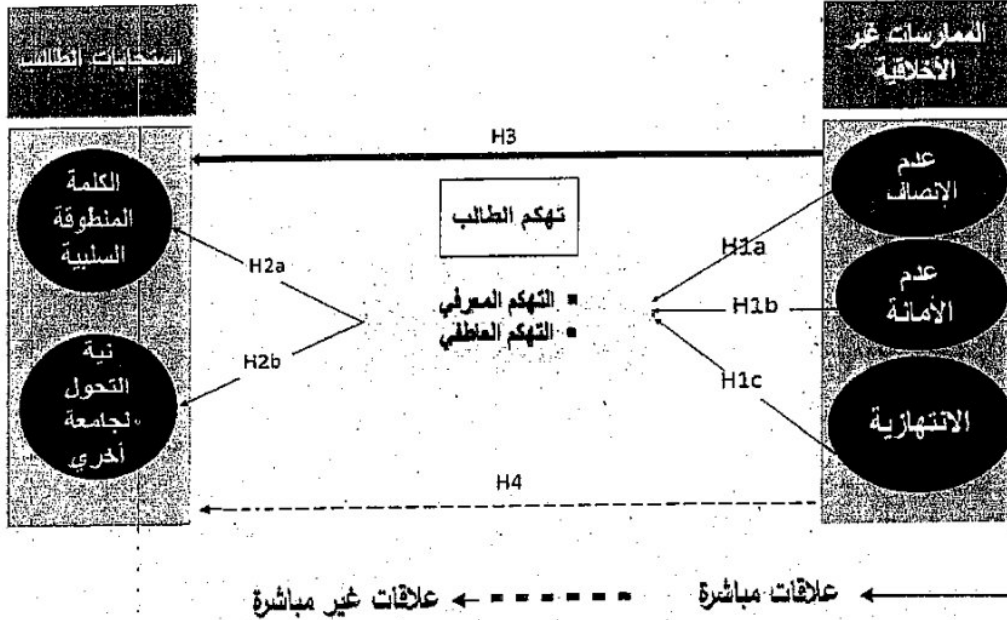 الممارسات غير
الأخلاقية
استجابات الطالب
H3
عدم
الإنصاف
تهكم الطالب
الكلمة
المنطوقة
السلبية
H1a
H2a
عدم
الأمانة
H1b
▪ التهكم المعرفي
▪ التهكم العاطفي
H2b
H1c
نية
التحول
لجامعة
أخري
الانتهازية
H4
علاقات مباشرة
علاقات غير مباشرة